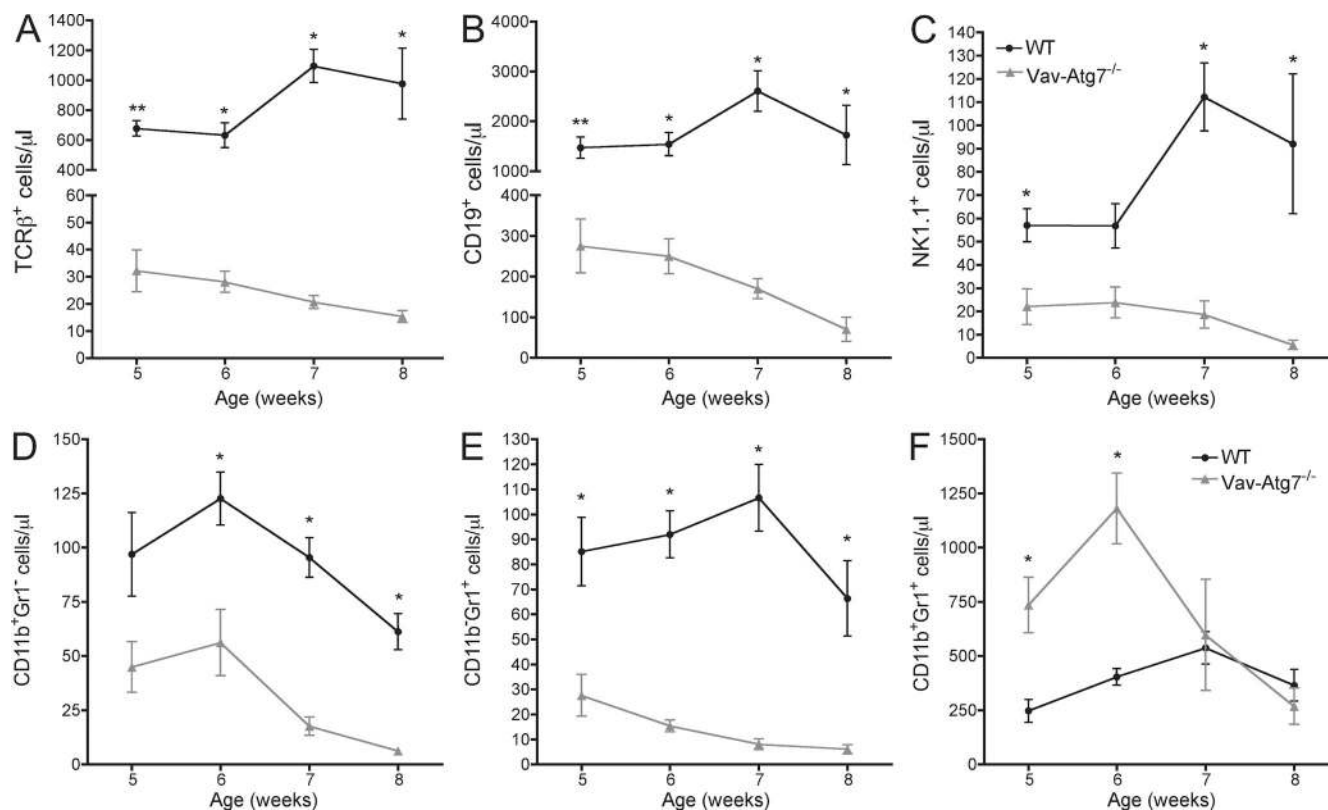 A
TCRβ⁺ cells/µl
1400
1200
1000
800
600
400
60
50
40
30
20
10
0
** * * *
5 6 7 8
Age (weeks)
B
CD19⁺ cells/µl
4000
3000
2000
1000
400
300
200
100
0
** * * *
5 6 7 8
Age (weeks)
C
NK1.1⁺ cells/µl
140
130
120
110
100
90
80
70
60
50
40
30
20
10
0
WT
Vav-Atg7⁻/⁻
* * *
5 6 7 8
Age (weeks)
D
CD11b⁺Gr1⁻ cells/µl
150
125
100
75
50
25
0
* * *
5 6 7 8
Age (weeks)
E
CD11b⁻Gr1⁺ cells/µl
130
120
110
100
90
80
70
60
50
40
30
20
10
0
* * * *
5 6 7 8
Age (weeks)
F
CD11b⁺Gr1⁺ cells/µl
1500
1250
1000
750
500
250
0
WT
Vav-Atg7⁻/⁻
* *
5 6 7 8
Age (weeks)